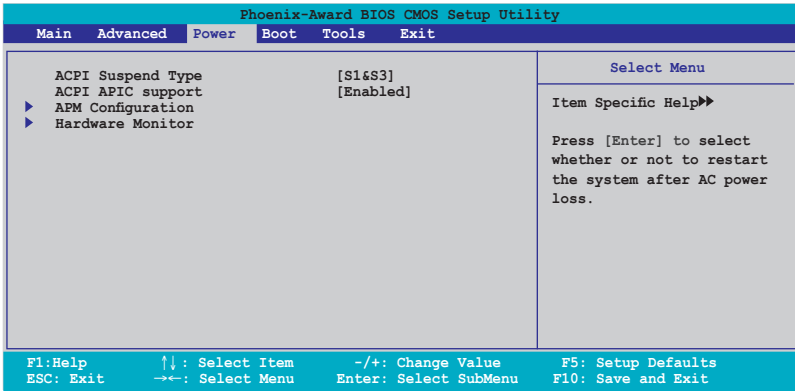 Phoenix-Award BIOS CMOS Setup Utility
Main Advanced Power Boot Tools Exit
ACPI Suspend Type [S1&S3]
ACPI APIC support [Enabled]
APM Configuration
Hardware Monitor
Select Menu
Item Specific Help
Press [Enter] to select
whether or not to restart
the system after AC power
loss.
F1:Help ↑↓: Select Item -/+: Change Value F5: Setup Defaults
ESC: Exit →←: Select Menu Enter: Select SubMenu F10: Save and Exit